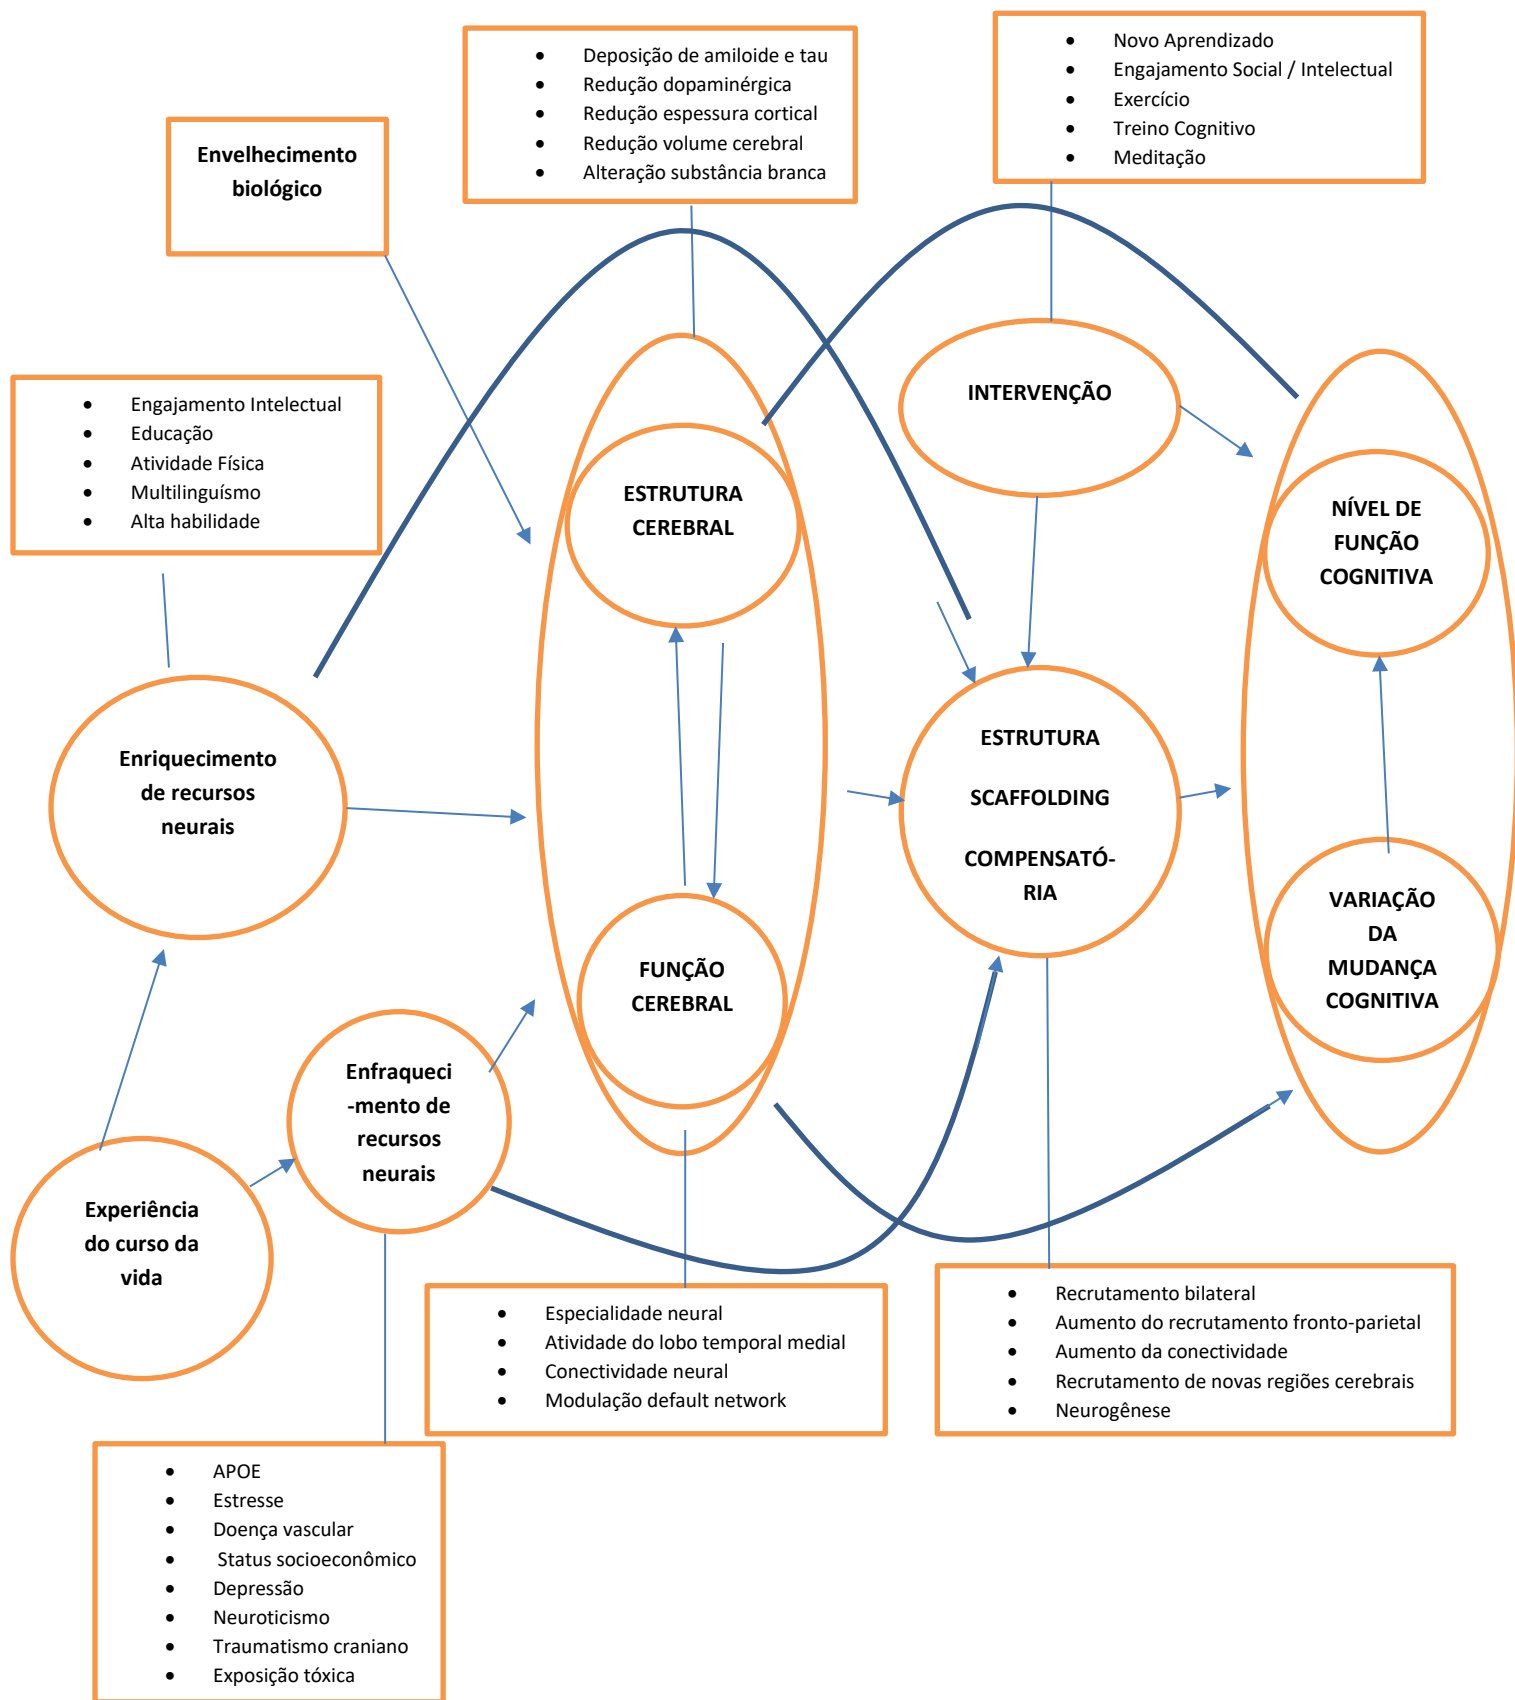 • Deposição de amiloide e tau
• Redução dopaminérgica
• Redução espessura cortical
• Redução volume cerebral
• Alteração substância branca
• Novo Aprendizado
• Engajamento Social / Intelectual
• Exercício
• Treino Cognitivo
• Meditação
Envelhecimento
biológico
• Engajamento Intelectual
• Educação
• Atividade Física
• Multilinguísmo
• Alta habilidade
ESTRUTURA
CEREBRAL
INTERVENÇÃO
NÍVEL DE
FUNÇÃO
COGNITIVA
Enriquecimento
de recursos
neurais
ESTRUTURA
SCAFFOLDING
COMPENSATÓ-
RIA
VARIAÇÃO
DA
MUDANÇA
COGNITIVA
FUNÇÃO
CEREBRAL
Enfraqueci
-mento de
recursos
neurais
Experiência
do curso da
vida
• Especialidade neural
• Atividade do lobo temporal medial
• Conectividade neural
• Modulação default network
• Recrutamento bilateral
• Aumento do recrutamento fronto-parietal
• Aumento da conectividade
• Recrutamento de novas regiões cerebrais
• Neurogênese
• APOE
• Estresse
• Doença vascular
• Status socioeconômico
• Depressão
• Neuroticismo
• Traumatismo craniano
• Exposição tóxica